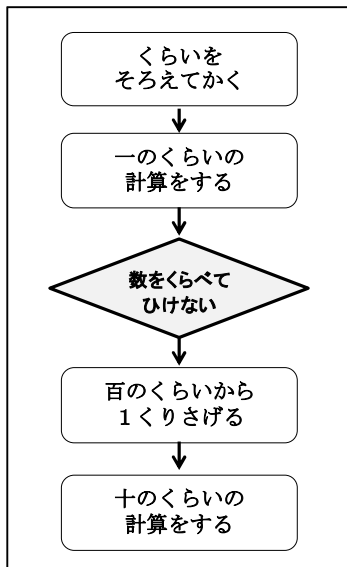 くらいを
そろえてかく
一のくらいの
計算をする
数をくらべて
ひけない
百のくらいから
１くりさげる
十のくらいの
計算をする